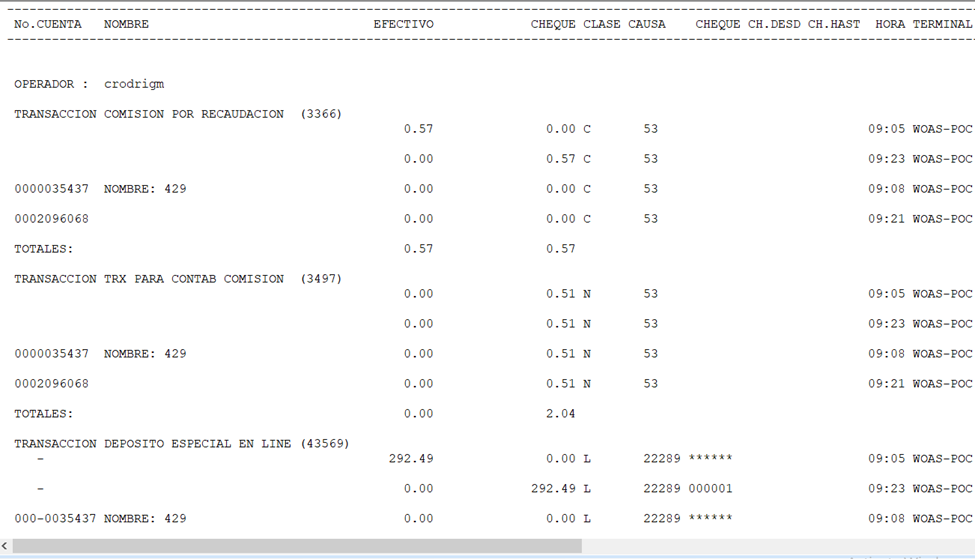 No.CUENTA NOMBRE EFECTIVO CHEQUE CLASE CAUSA CHEQUE CH.DESD CH.HAST HORA TERMINAL
OPERADOR : crodrigm
TRANSACCION COMISION POR RECAUDACION (3366)
0.57 0.00 C 53 09:05 WOAS-POC
0.00 0.57 C 53 09:23 WOAS-POC
0000035437 NOMBRE: 429 0.00 0.00 C 53 09:08 WOAS-POC
0002096068 0.00 0.00 C 53 09:21 WOAS-POC
TOTALES: 0.57 0.57
TRANSACCION TRX PARA CONTAB COMISION (3497)
0.00 0.51 N 53 09:05 WOAS-POC
0.00 0.51 N 53 09:23 WOAS-POC
0000035437 NOMBRE: 429 0.00 0.51 N 53 09:08 WOAS-POC
0002096068 0.00 0.51 N 53 09:21 WOAS-POC
TOTALES: 0.00 2.04
TRANSACCION DEPOSITO ESPECIAL EN LINE (43569)
- 292.49 0.00 L 22289 ****** 09:05 WOAS-POC
- 0.00 292.49 L 22289 000001 09:23 WOAS-POC
000-0035437 NOMBRE: 429 0.00 0.00 L 22289 ****** 09:08 WOAS-POC